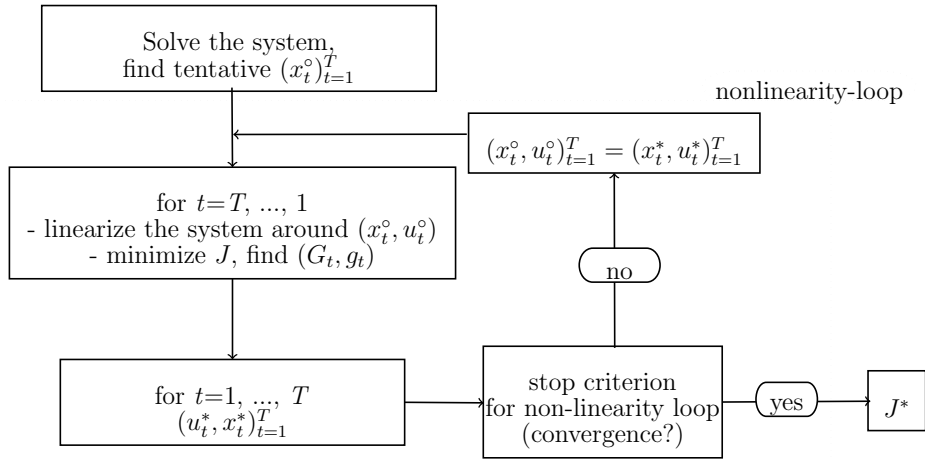 Solve the system,
find tentative $(x_t^\circ)_{t=1}^T$
nonlinearity-loop
$(x_t^\circ, u_t^\circ)_{t=1}^T = (x_t^*, u_t^*)_{t=1}^T$
for $t$=$T$, ..., 1
- linearize the system around $(x_t^\circ, u_t^\circ)$
- minimize $J$, find $(G_t, g_t)$
no
for $t$=1, ..., $T$
$(u_t^*, x_t^*)_{t=1}^T$
stop criterion
for non-linearity loop
(convergence?)
yes
$J^*$